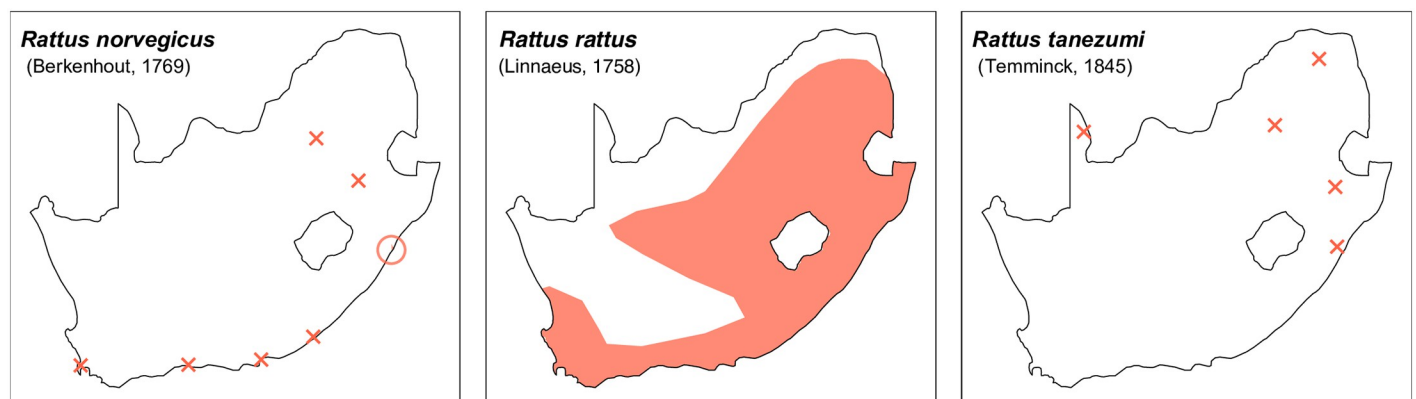 Rattus norvegicus
(Berkenhout, 1769)
Rattus rattus
(Linnaeus, 1758)
Rattus tanezumi
(Temminck, 1845)